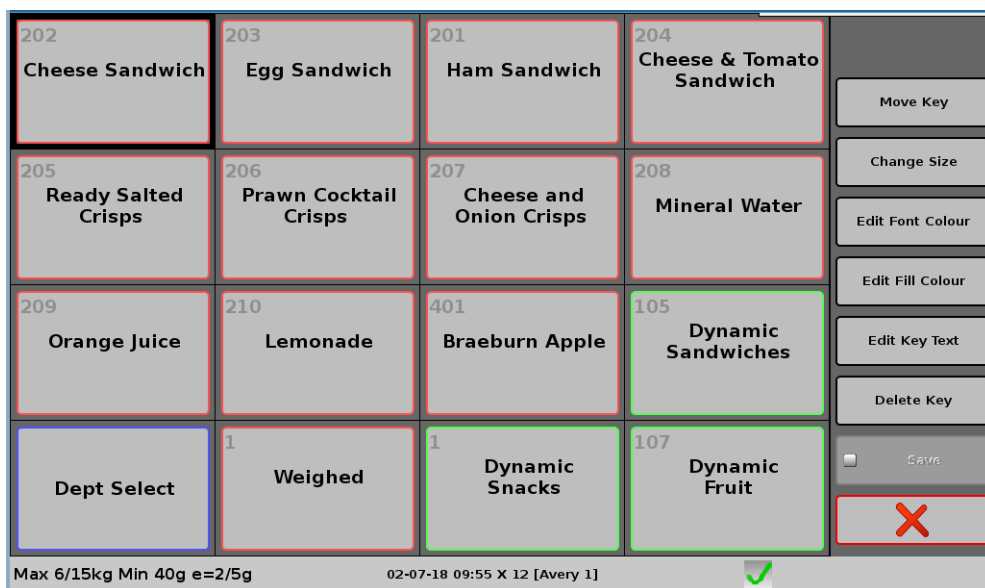 202
Cheese Sandwich
203
Egg Sandwich
201
Ham Sandwich
204
Cheese & Tomato
Sandwich
205
Ready Salted
Crisps
206
Prawn Cocktail
Crisps
207
Cheese and
Onion Crisps
208
Mineral Water
209
Orange Juice
210
Lemonade
401
Braeburn Apple
105
Dynamic
Sandwiches
Dept Select
1
Weighed
1
Dynamic
Snacks
107
Dynamic
Fruit
Move Key
Change Size
Edit Font Colour
Edit Fill Colour
Edit Key Text
Delete Key
Save
Max 6/15kg Min 40g e=2/5g
02-07-18 09:55 X 12 [Avery 1]